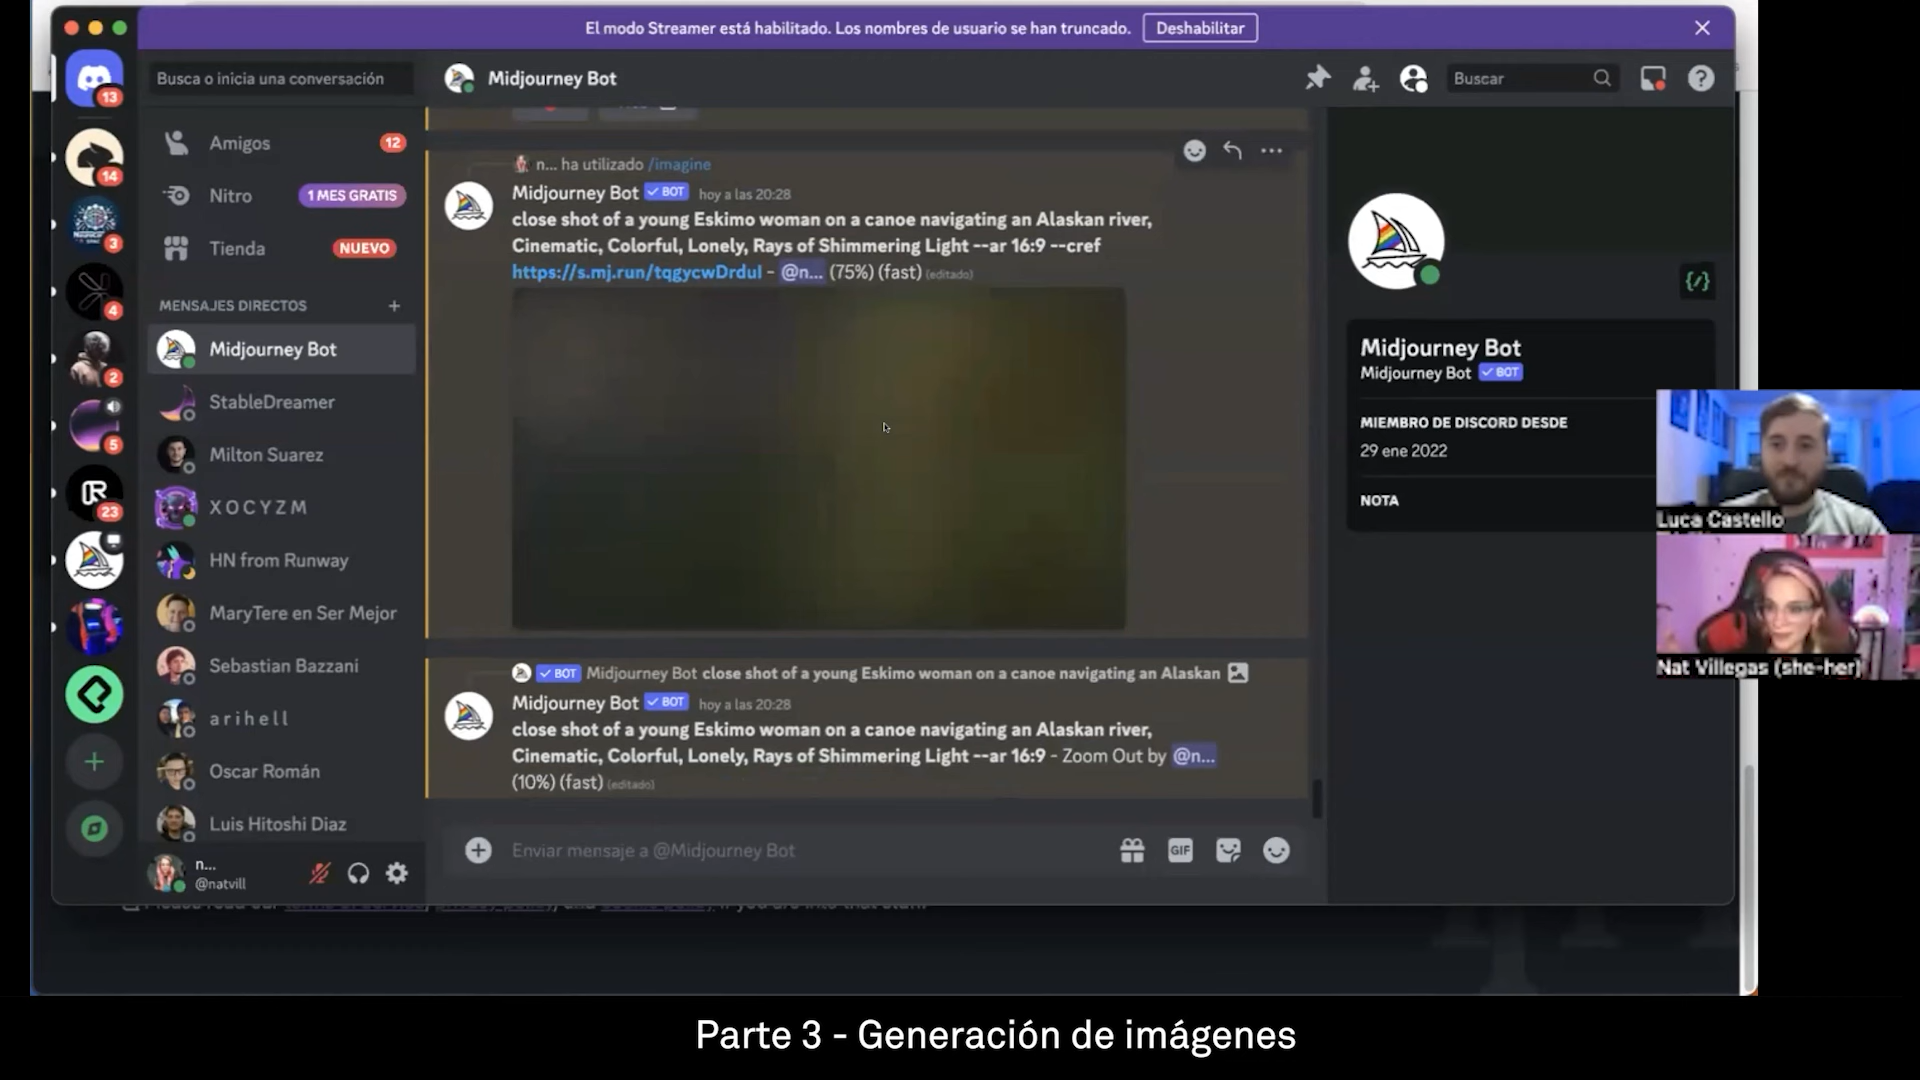 El modo Streamer está habilitado. Los nombres de usuario se han truncado.
Deshabilitar
13
14
3
4
2
5
23
Busca o inicia una conversación
Amigos
12
Nitro
1 MES GRATIS
Tienda
NUEVO
MENSAJES DIRECTOS
Midjourney Bot
StableDreamer
Milton Suarez
X O C Y Z M
HN from Runway
MaryTere en Ser Mejor
Sebastian Bazzani
a r i h e l l
Oscar Román
Luis Hitoshi Diaz
n...
@natvill
Midjourney Bot
Buscar
n... ha utilizado /imagine
Midjourney Bot BOT hoy a las 20:28
close shot of a young Eskimo woman on a canoe navigating an Alaskan river,
Cinematic, Colorful, Lonely, Rays of Shimmering Light --ar 16:9 --cref
https://s.mj.run/tqgycwDrdul - @n... (75%) (fast) (editado)
BOT Midjourney Bot close shot of a young Eskimo woman on a canoe navigating an Alaskan
Midjourney Bot BOT hoy a las 20:28
close shot of a young Eskimo woman on a canoe navigating an Alaskan river,
Cinematic, Colorful, Lonely, Rays of Shimmering Light --ar 16:9 - Zoom Out by @n...
(10%) (fast) (editado)
Enviar mensaje a @Midjourney Bot
GIF
Midjourney Bot
Midjourney Bot BOT
MIEMBRO DE DISCORD DESDE
29 ene 2022
NOTA
Luca Castello
Nat Villegas (she-her)
Parte 3 - Generación de imágenes